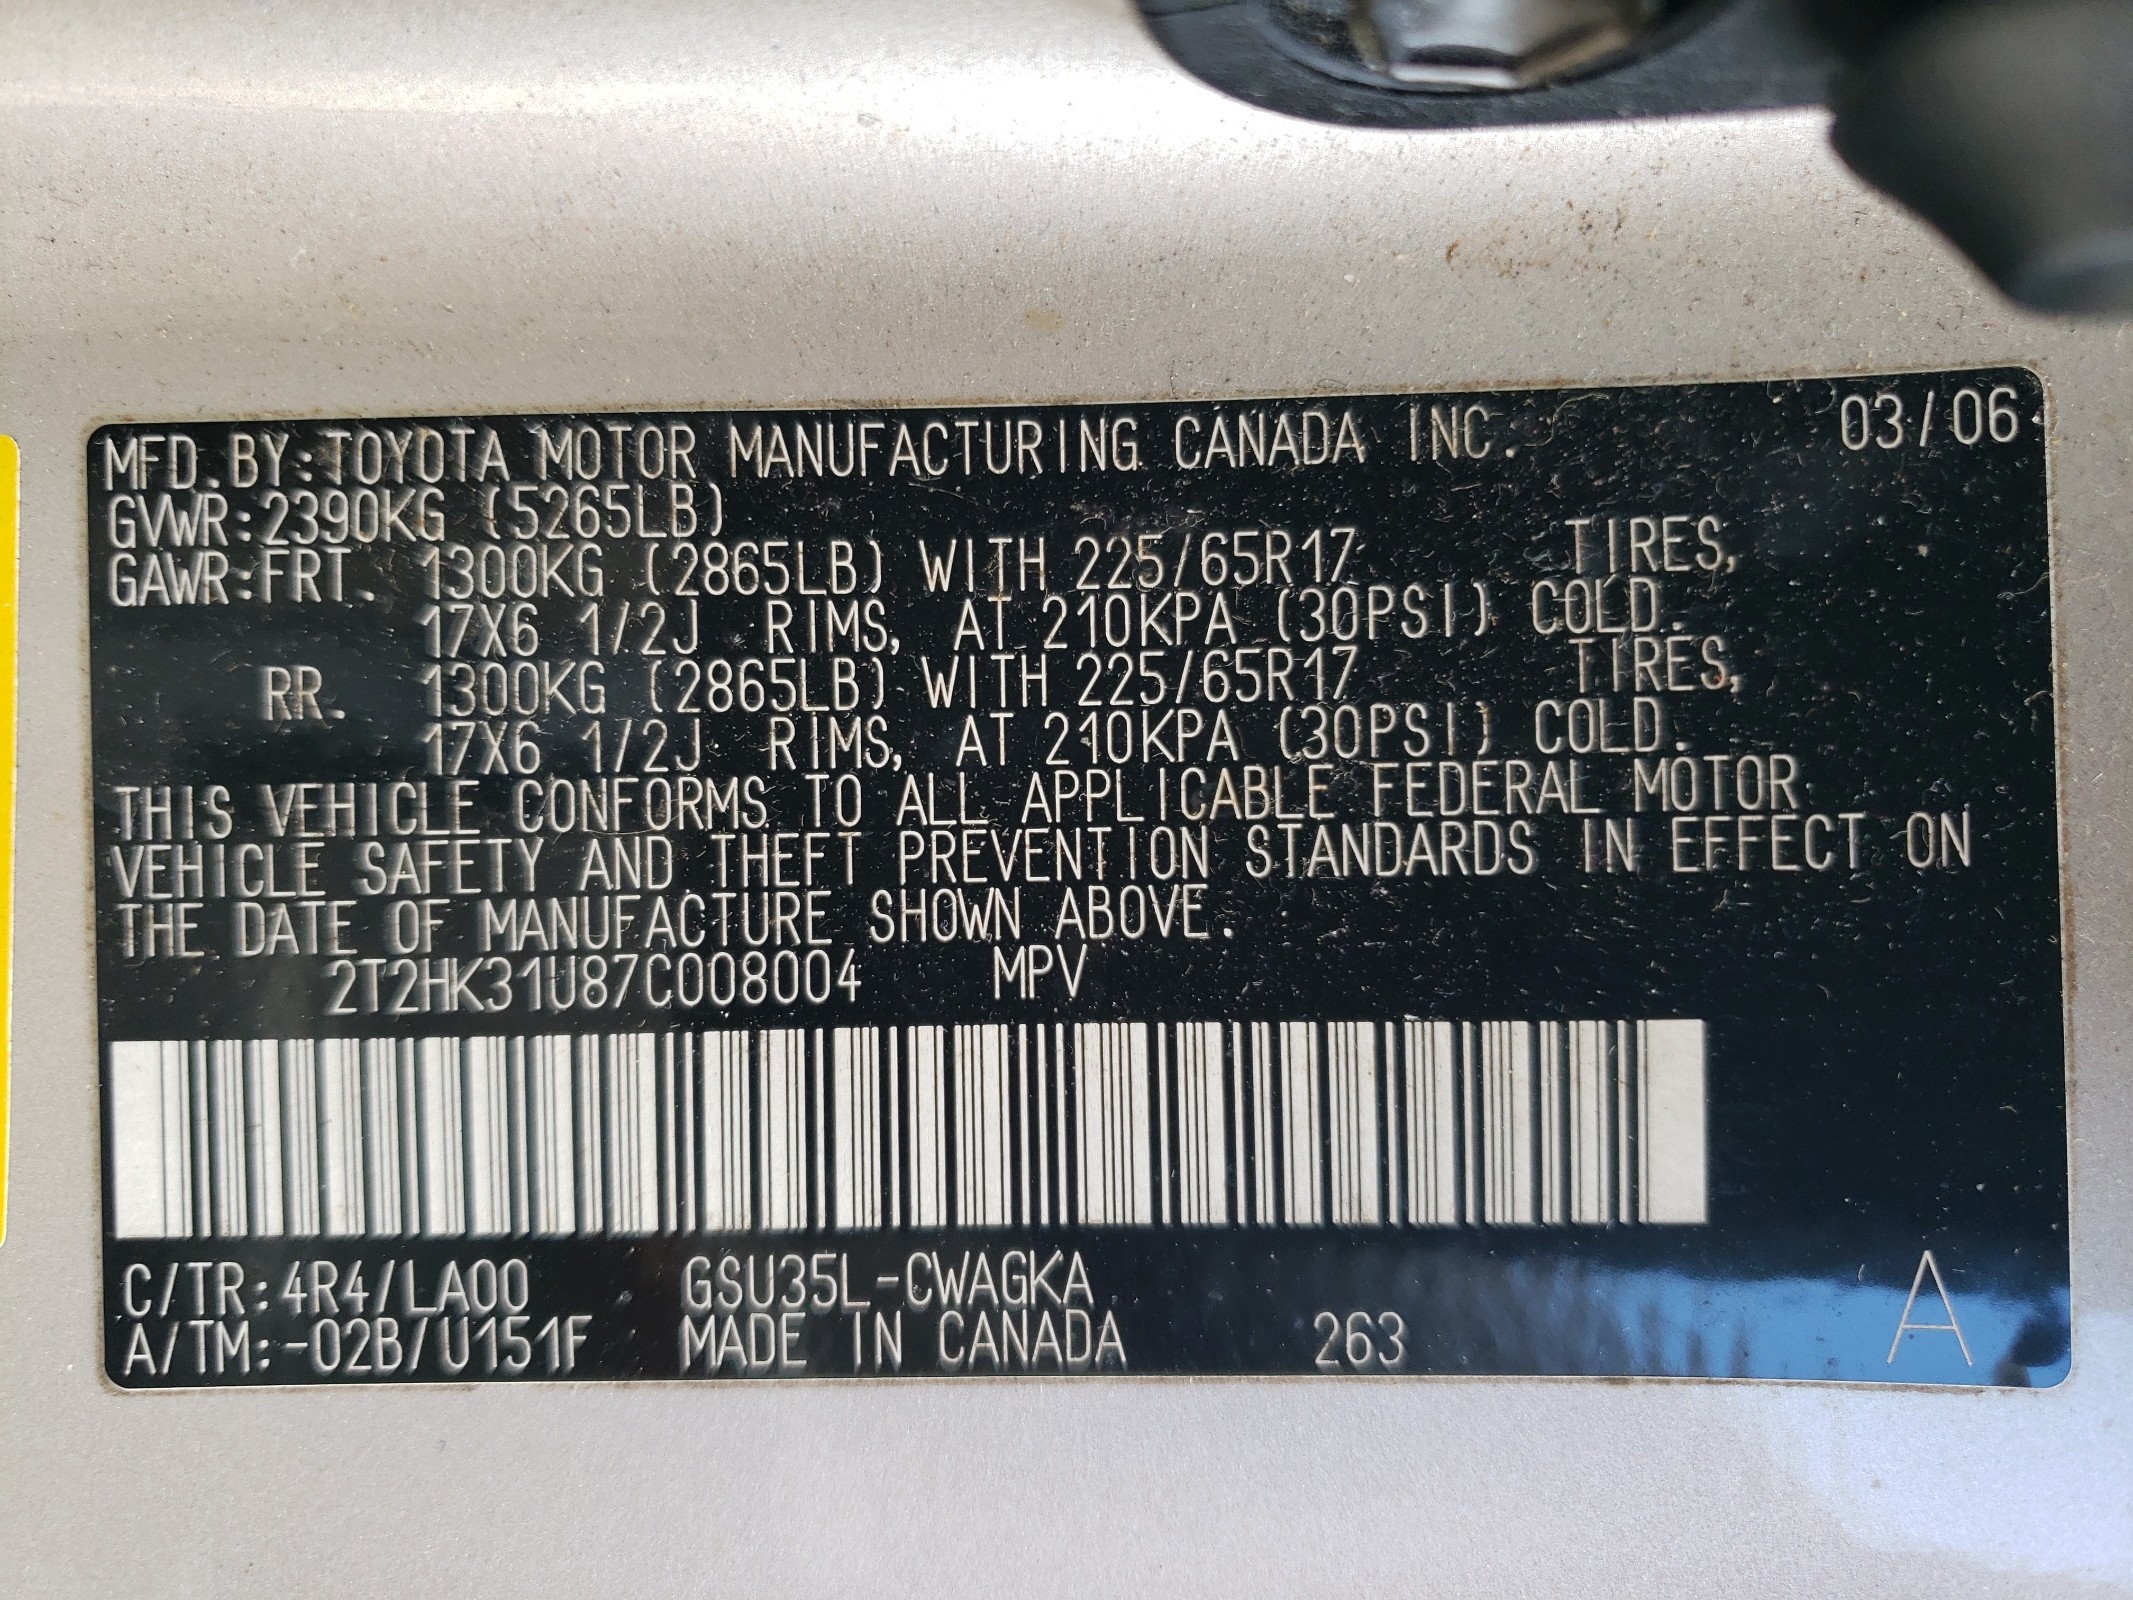 MFD. BY: TOYOTA MOTOR MANUFACTURING CANADA INC. 03/06
GVWR: 2390KG (5265LB)
GAWR: FRT. 1300KG (2865LB) WITH 225/65R17 TIRES,
17X6 1/2J RIMS, AT 210KPA (30PSI) COLD.
RR. 1300KG (2865LB) WITH 225/65R17 TIRES,
17X6 1/2J RIMS, AT 210KPA (30PSI) COLD.
THIS VEHICLE CONFORMS TO ALL APPLICABLE FEDERAL MOTOR
VEHICLE SAFETY AND THEFT PREVENTION STANDARDS IN EFFECT ON
THE DATE OF MANUFACTURE SHOWN ABOVE.
2T2HK31U87C008004 MPV
C/TR: 4R4/LA00 GSU35L-CWAGKA
A/TM: -02B/U151F MADE IN CANADA 263 A